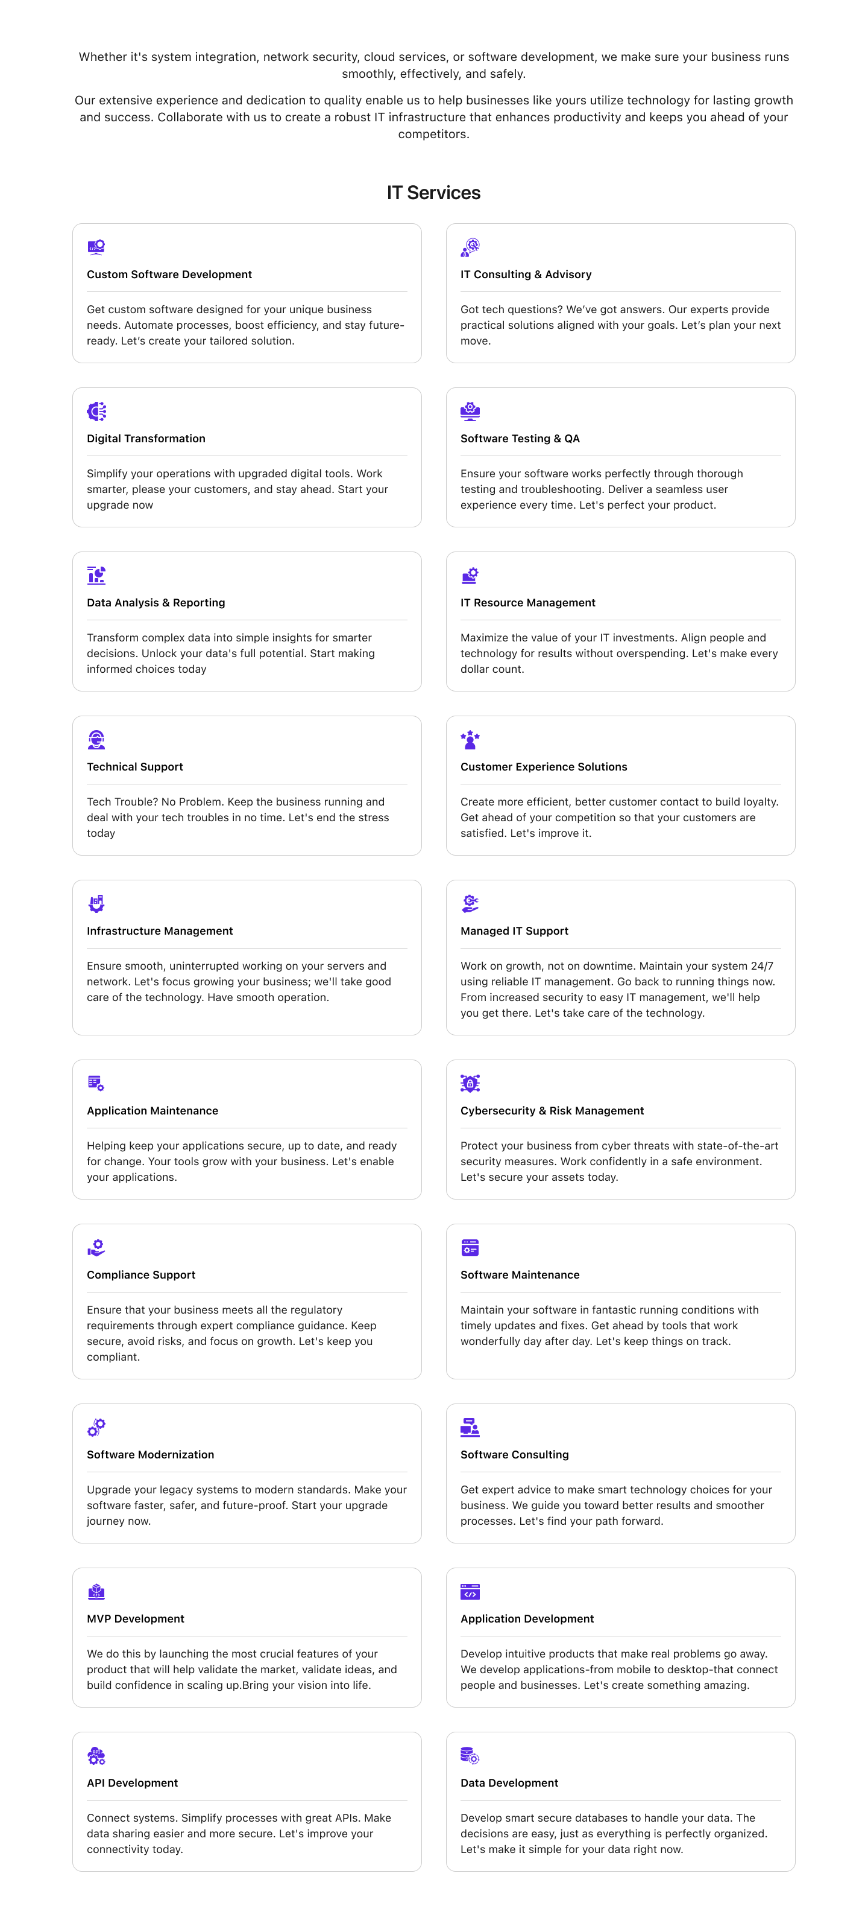 Whether it's system integration, network security, cloud services, or software development, we make sure your business runs
smoothly, effectively, and safely.
Our extensive experience and dedication to quality enable us to help businesses like yours utilize technology for lasting growth
and success. Collaborate with us to create a robust IT infrastructure that enhances productivity and keeps you ahead of your
competitors.
IT Services
Custom Software Development
Get custom software designed for your unique business
needs. Automate processes, boost efficiency, and stay future-
ready. Let's create your tailored solution.
IT Consulting & Advisory
Got tech questions? We've got answers. Our experts provide
practical solutions aligned with your goals. Let's plan your next
move.
Digital Transformation
Simplify your operations with upgraded digital tools. Work
smarter, please your customers, and stay ahead. Start your
upgrade now
Software Testing & QA
Ensure your software works perfectly through thorough
testing and troubleshooting. Deliver a seamless user
experience every time. Let's perfect your product.
Data Analysis & Reporting
Transform complex data into simple insights for smarter
decisions. Unlock your data's full potential. Start making
informed choices today
IT Resource Management
Maximize the value of your IT investments. Align people and
technology for results without overspending. Let's make every
dollar count.
Technical Support
Tech Trouble? No Problem. Keep the business running and
deal with your tech troubles in no time. Let's end the stress
today
Customer Experience Solutions
Create more efficient, better customer contact to build loyalty.
Get ahead of your competition so that your customers are
satisfied. Let's improve it.
Infrastructure Management
Ensure smooth, uninterrupted working on your servers and
network. Let's focus growing your business; we'll take good
care of the technology. Have smooth operation.
Managed IT Support
Work on growth, not on downtime. Maintain your system 24/7
using reliable IT management. Go back to running things now.
From increased security to easy IT management, we'll help
you get there. Let's take care of the technology.
Application Maintenance
Helping keep your applications secure, up to date, and ready
for change. Your tools grow with your business. Let's enable
your applications.
Cybersecurity & Risk Management
Protect your business from cyber threats with state-of-the-art
security measures. Work confidently in a safe environment.
Let's secure your assets today.
Compliance Support
Ensure that your business meets all the regulatory
requirements through expert compliance guidance. Keep
secure, avoid risks, and focus on growth. Let's keep you
compliant.
Software Maintenance
Maintain your software in fantastic running conditions with
timely updates and fixes. Get ahead by tools that work
wonderfully day after day. Let's keep things on track.
Software Modernization
Upgrade your legacy systems to modern standards. Make your
software faster, safer, and future-proof. Start your upgrade
journey now.
Software Consulting
Get expert advice to make smart technology choices for your
business. We guide you toward better results and smoother
processes. Let's find your path forward.
MVP Development
We do this by launching the most crucial features of your
product that will help validate the market, validate ideas, and
build confidence in scaling up.Bring your vision into life.
Application Development
Develop intuitive products that make real problems go away.
We develop applications-from mobile to desktop-that connect
people and businesses. Let's create something amazing.
API Development
Connect systems. Simplify processes with great APIs. Make
data sharing easier and more secure. Let's improve your
connectivity today.
Data Development
Develop smart secure databases to handle your data. The
decisions are easy, just as everything is perfectly organized.
Let's make it simple for your data right now.